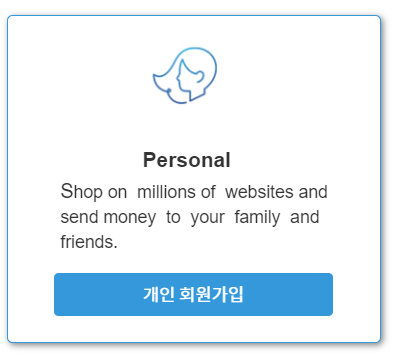 Personal
Shop on millions of websites and
send money to your family and
friends.
개인 회원가입